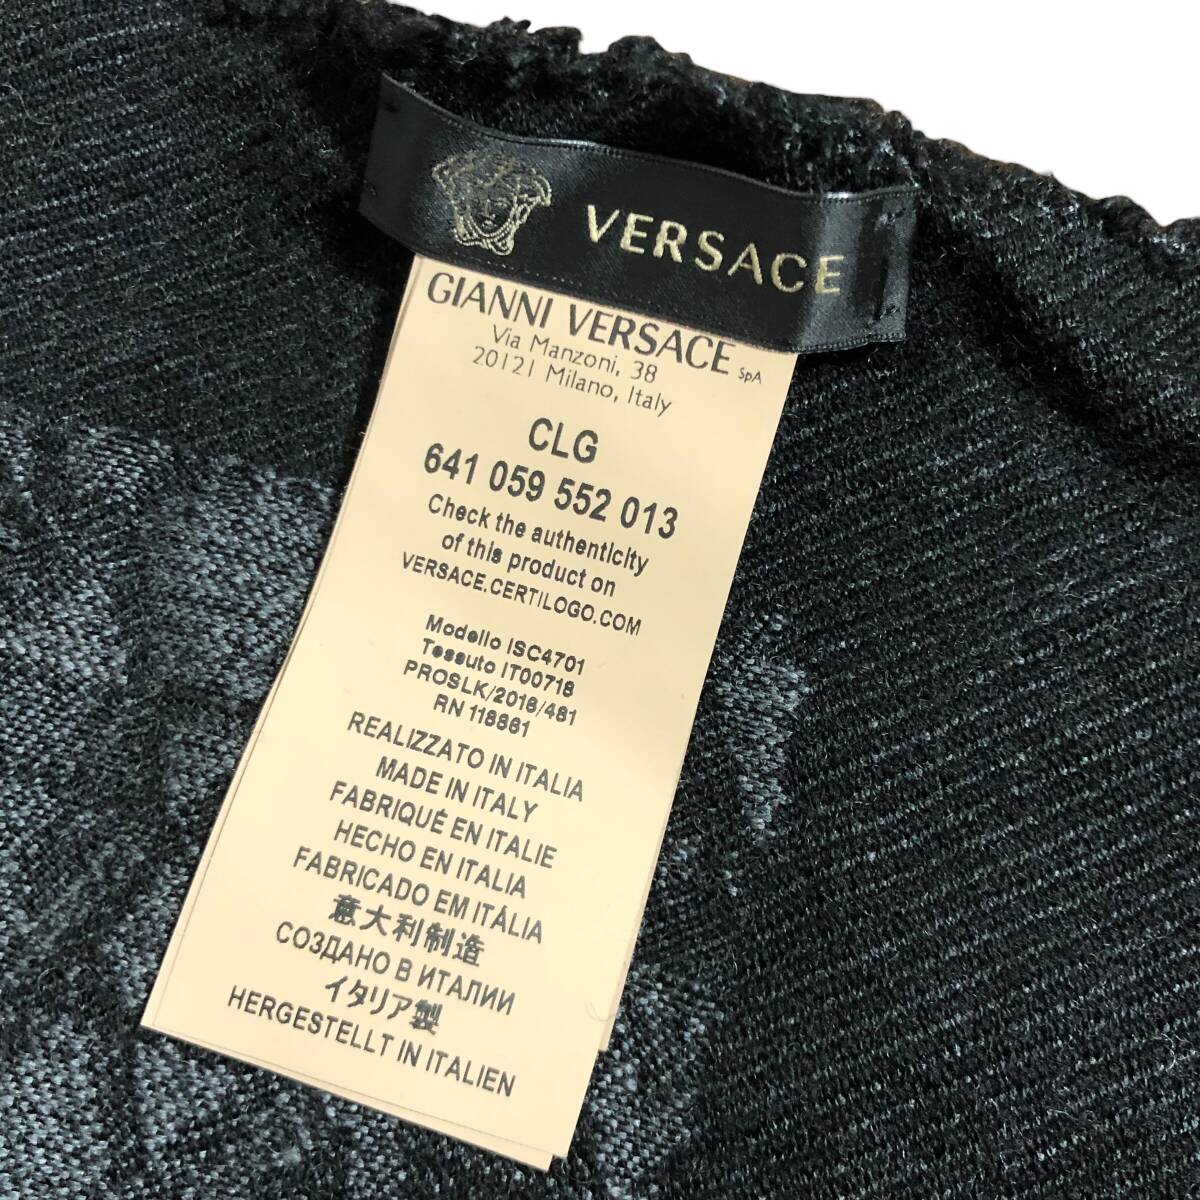 VERSACE
GIANNI VERSACE SpA
Via Manzoni, 38
20121 Milano, Italy
CLG
641 059 552 013
Check the authenticity
of this product on
VERSACE.CERTILOGO.COM
Modello ISC4701
Tessuto IT00718
PROSLK/2016/481
RN 118861
REALIZZATO IN ITALIA
MADE IN ITALY
FABRIQUÉ EN ITALIE
HECHO EN ITALIA
FABRICADO EM ITÁLIA
意大利制造
СОЗДАНО В ИТАЛИИ
イタリア製
HERGESTELLT IN ITALIEN